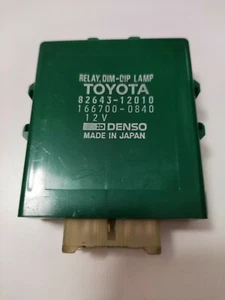 RELAY, DIM-DIP LAMP
TOYOTA
82643-12010
166700-0840
12V
DENSO
MADE IN JAPAN